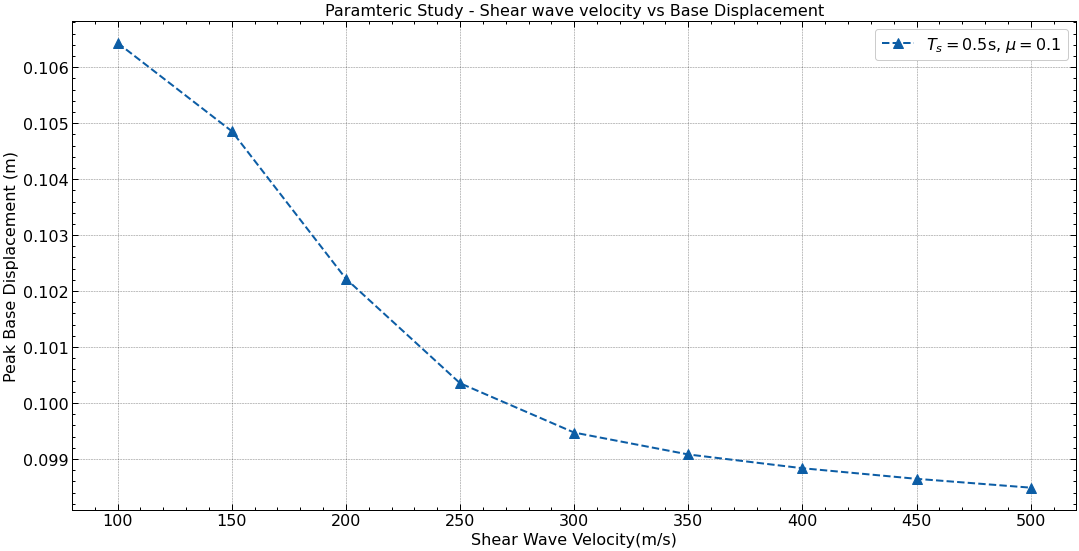 Paramteric Study - Shear wave velocity vs Base Displacement
T_s = 0.5s, μ = 0.1
Peak Base Displacement (m)
0.106
0.105
0.104
0.103
0.102
0.101
0.100
0.099
100 150 200 250 300 350 400 450 500
Shear Wave Velocity(m/s)